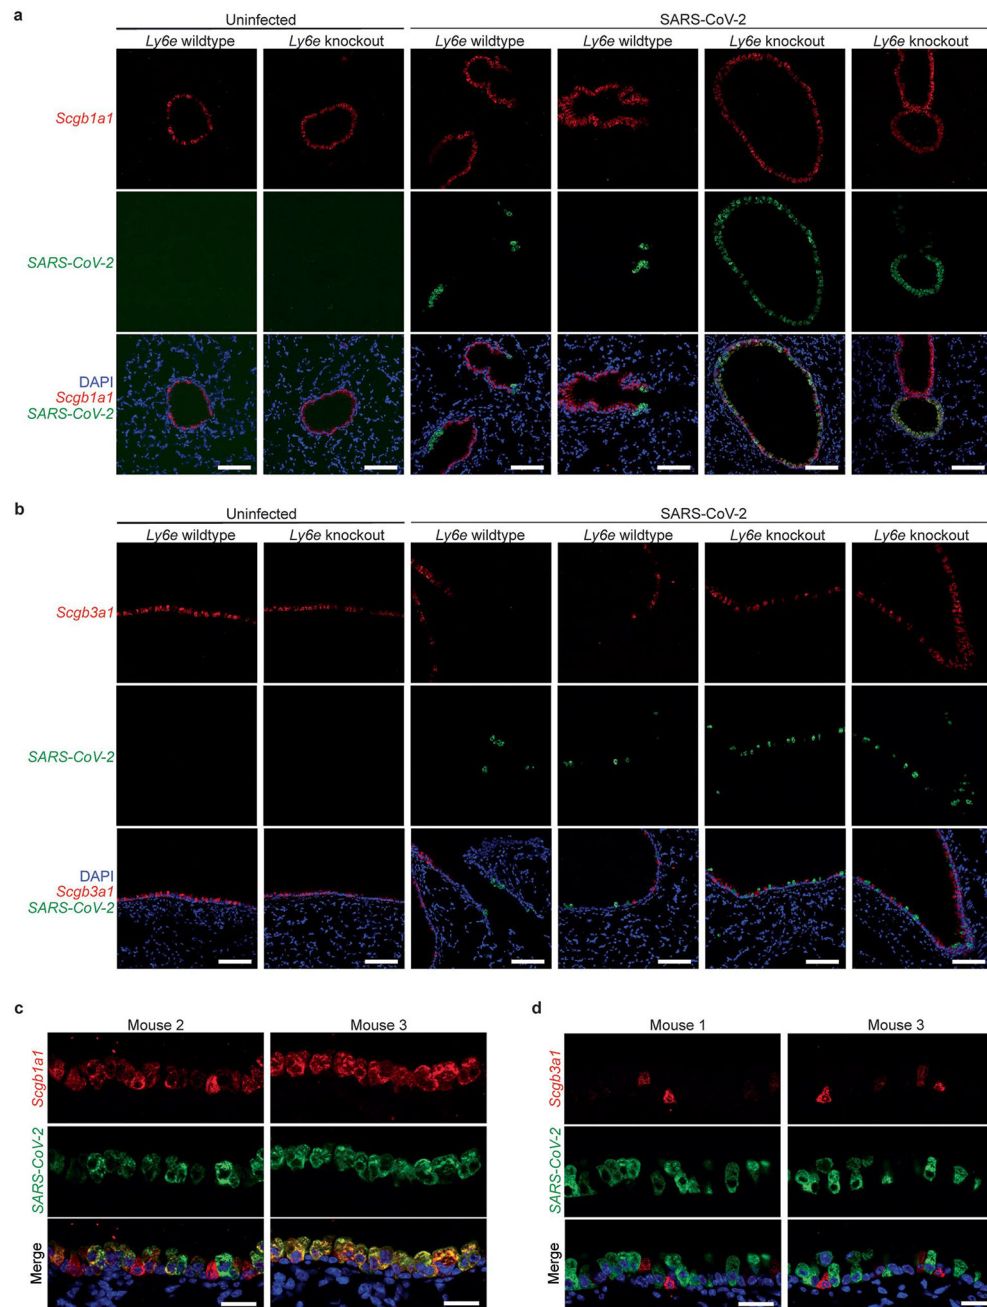 a
Uninfected SARS-CoV-2
Ly6e wildtype Ly6e knockout Ly6e wildtype Ly6e wildtype Ly6e knockout Ly6e knockout
Scgb1a1
SARS-CoV-2
DAPI
Scgb1a1
SARS-CoV-2
b
Uninfected SARS-CoV-2
Ly6e wildtype Ly6e knockout Ly6e wildtype Ly6e wildtype Ly6e knockout Ly6e knockout
Scgb3a1
SARS-CoV-2
DAPI
Scgb3a1
SARS-CoV-2
c
Mouse 2 Mouse 3
Scgb1a1
SARS-CoV-2
Merge
d
Mouse 1 Mouse 3
Scgb3a1
SARS-CoV-2
Merge